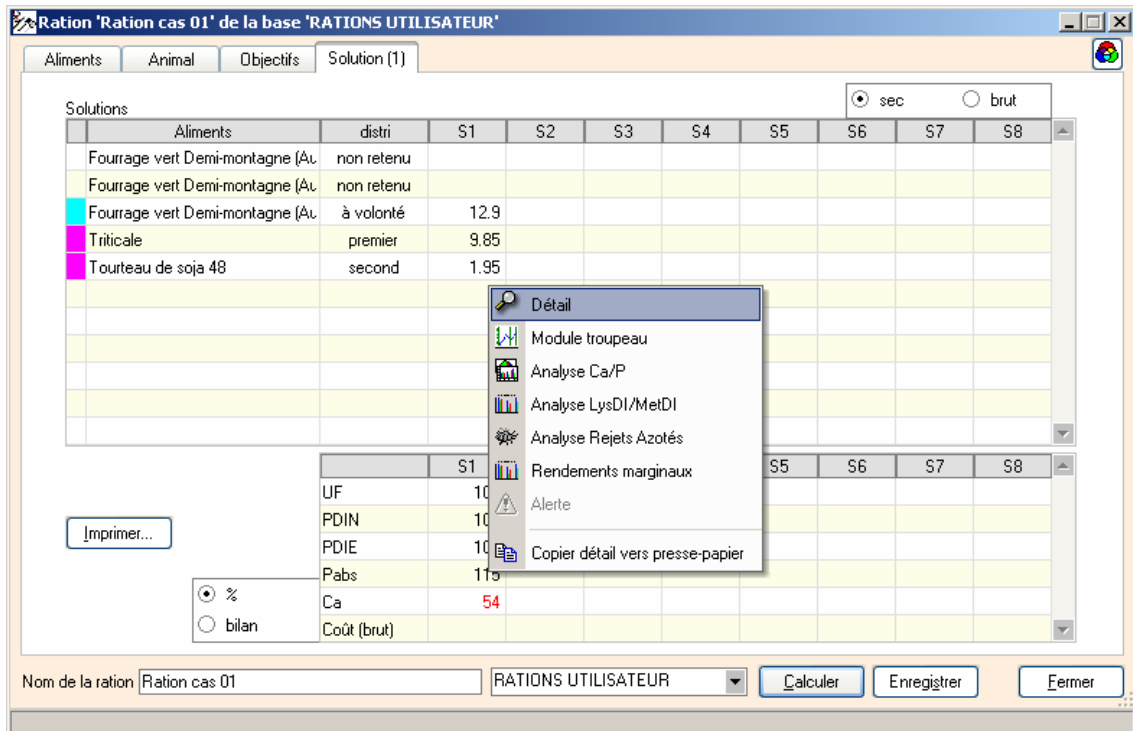 Ration 'Ration cas 01' de la base 'RATIONS UTILISATEUR'
Aliments Animal Objectifs Solution (1)
sec brut
Solutions
Aliments distri S1 S2 S3 S4 S5 S6 S7 S8
Fourrage vert Demi-montagne (Au non retenu
Fourrage vert Demi-montagne (Au non retenu
Fourrage vert Demi-montagne (Au à volonté 12.9
Triticale premier 9.85
Tourteau de soja 48 second 1.95
Détail
Module troupeau
Analyse Ca/P
Analyse LysDI/MetDI
Analyse Rejets Azotés
Rendements marginaux
Alerte
Copier détail vers presse-papier
S1 S5 S6 S7 S8
UF 10
PDIN 10
PDIE 10
Pabs 115
Ca 54
Coût (brut)
Imprimer...
%
bilan
Nom de la ration Ration cas 01 RATIONS UTILISATEUR Calculer Enregistrer Fermer